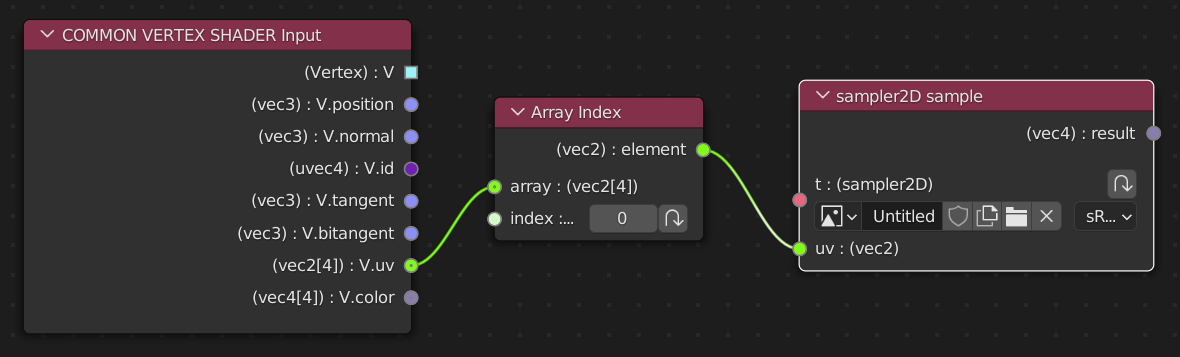 COMMON VERTEX SHADER Input
(Vertex) : V
(vec3) : V.position
(vec3) : V.normal
(uvec4) : V.id
(vec3) : V.tangent
(vec3) : V.bitangent
(vec2[4]) : V.uv
(vec4[4]) : V.color
Array Index
(vec2) : element
array : (vec2[4])
index :... 0
sampler2D sample
(vec4) : result
t : (sampler2D)
Untitled sR...
uv : (vec2)